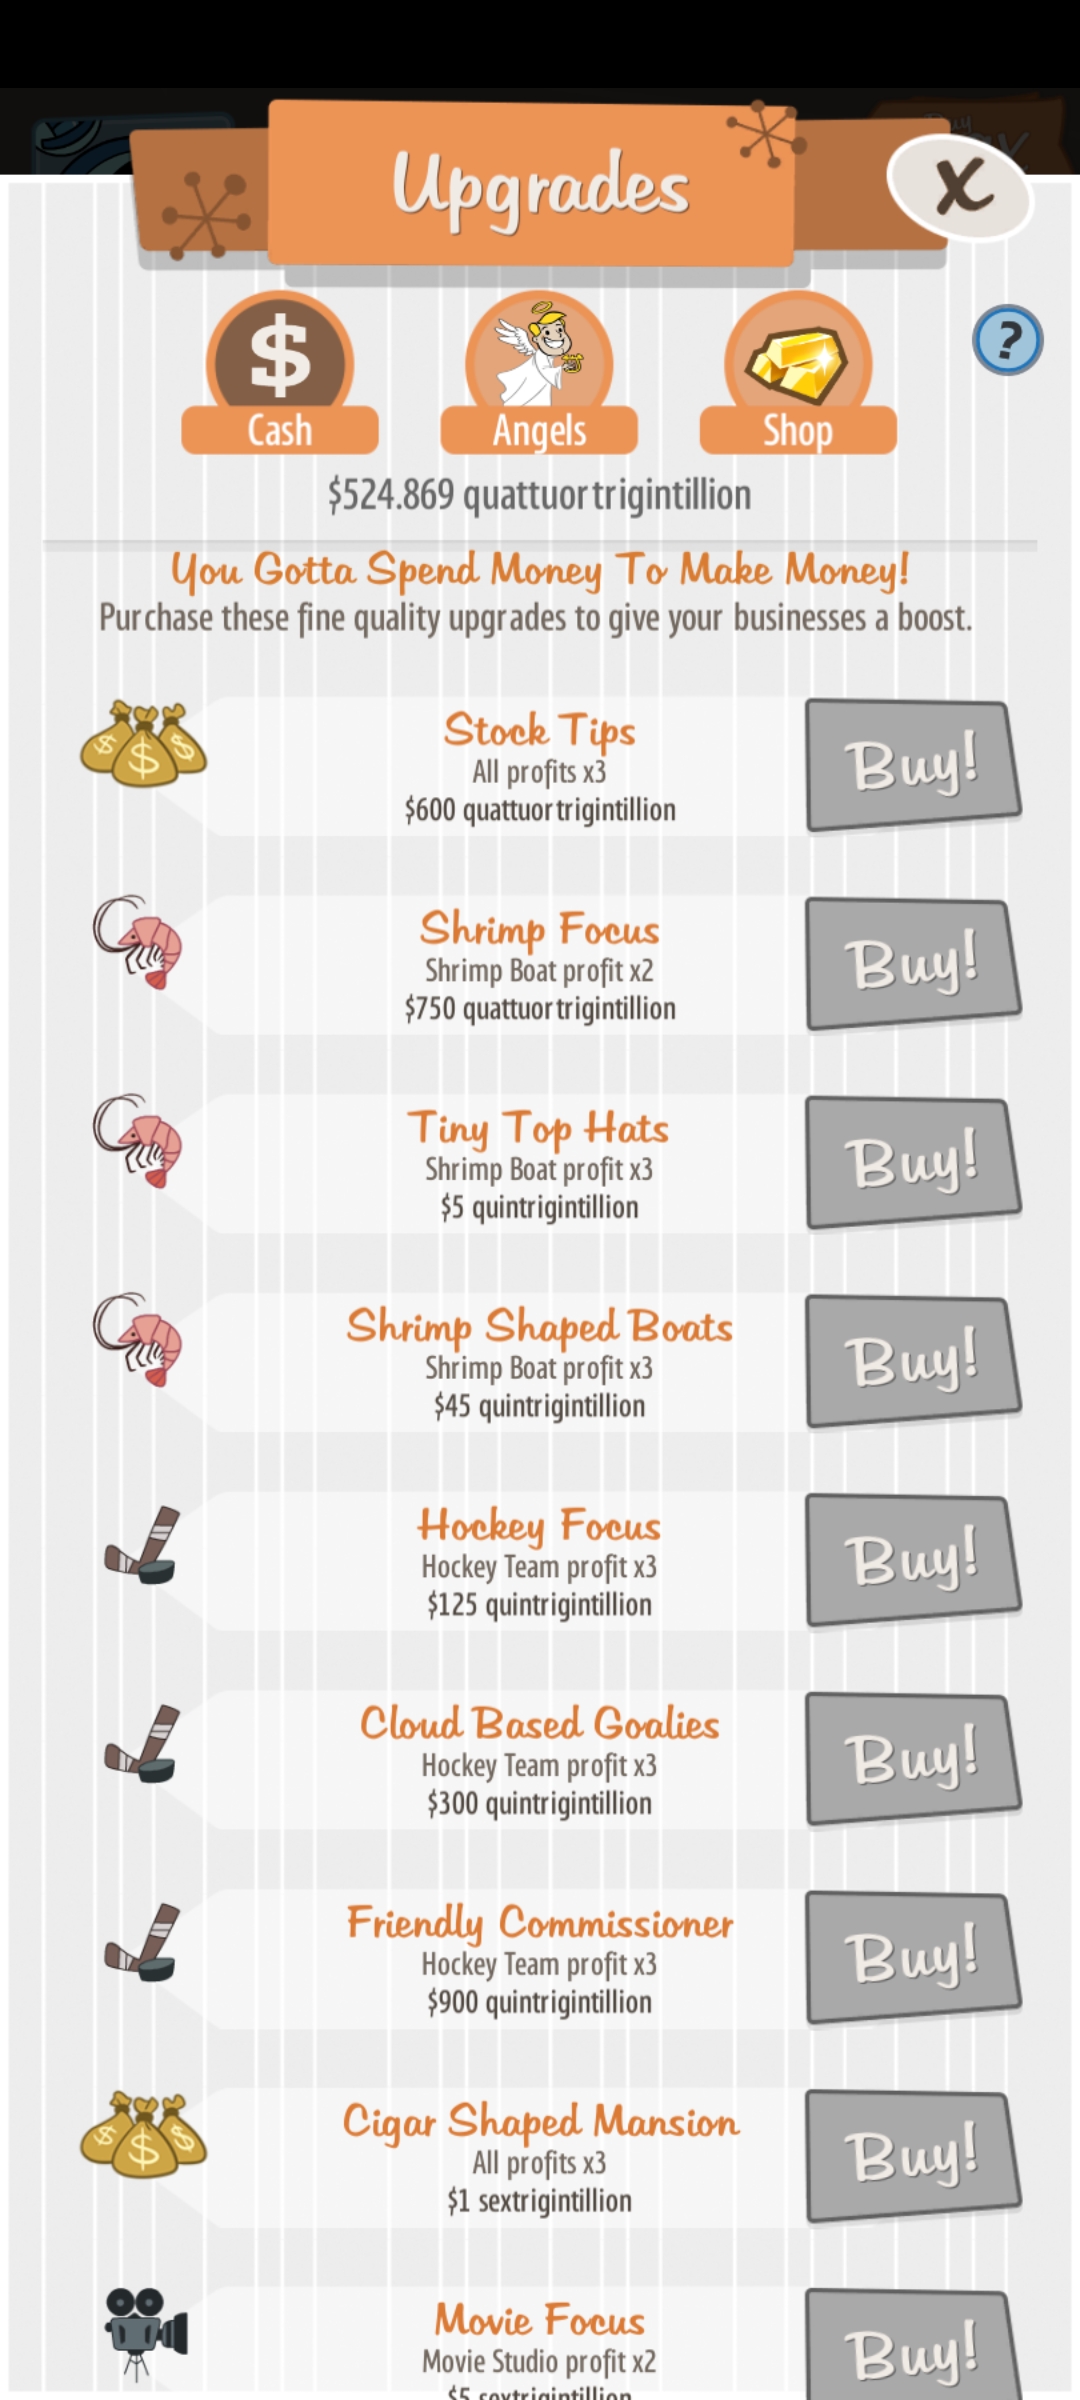 Buy
Upgrades
X
?
$
Cash
Angels
Shop
$524.869 quattuortrigintillion
You Gotta Spend Money To Make Money!
Purchase these fine quality upgrades to give your businesses a boost.
Stock Tips
All profits x3
$600 quattuortrigintillion
Buy!
Shrimp Focus
Shrimp Boat profit x2
$750 quattuortrigintillion
Buy!
Tiny Top Hats
Shrimp Boat profit x3
$5 quintrigintillion
Buy!
Shrimp Shaped Boats
Shrimp Boat profit x3
$45 quintrigintillion
Buy!
Hockey Focus
Hockey Team profit x3
$125 quintrigintillion
Buy!
Cloud Based Goalies
Hockey Team profit x3
$300 quintrigintillion
Buy!
Friendly Commissioner
Hockey Team profit x3
$900 quintrigintillion
Buy!
Cigar Shaped Mansion
All profits x3
$1 sextrigintillion
Buy!
Movie Focus
Movie Studio profit x2
$5 sextrigintillion
Buy!